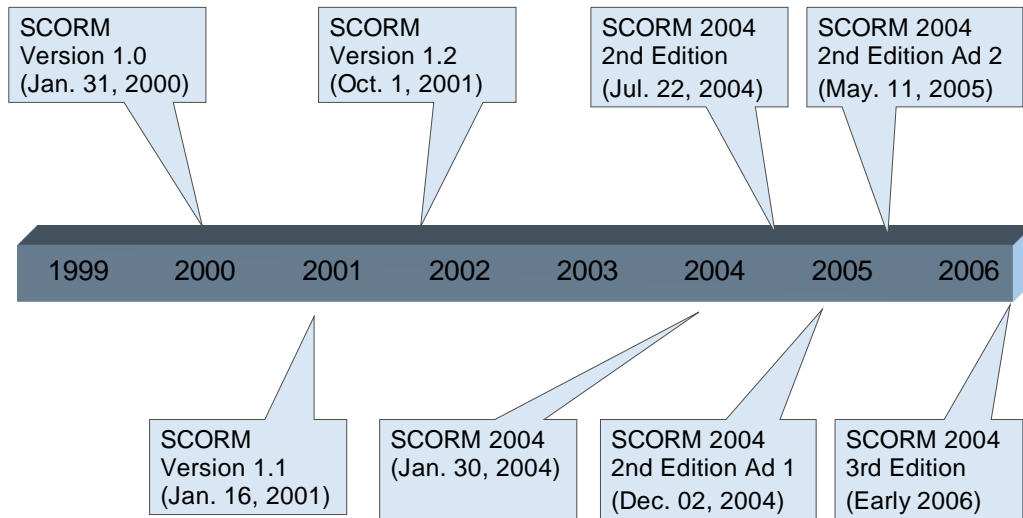 SCORM
Version 1.0
(Jan. 31, 2000)
SCORM
Version 1.2
(Oct. 1, 2001)
SCORM 2004
2nd Edition
(Jul. 22, 2004)
SCORM 2004
2nd Edition Ad 2
(May. 11, 2005)
1999 2000 2001 2002 2003 2004 2005 2006
SCORM
Version 1.1
(Jan. 16, 2001)
SCORM 2004
(Jan. 30, 2004)
SCORM 2004
2nd Edition Ad 1
(Dec. 02, 2004)
SCORM 2004
3rd Edition
(Early 2006)